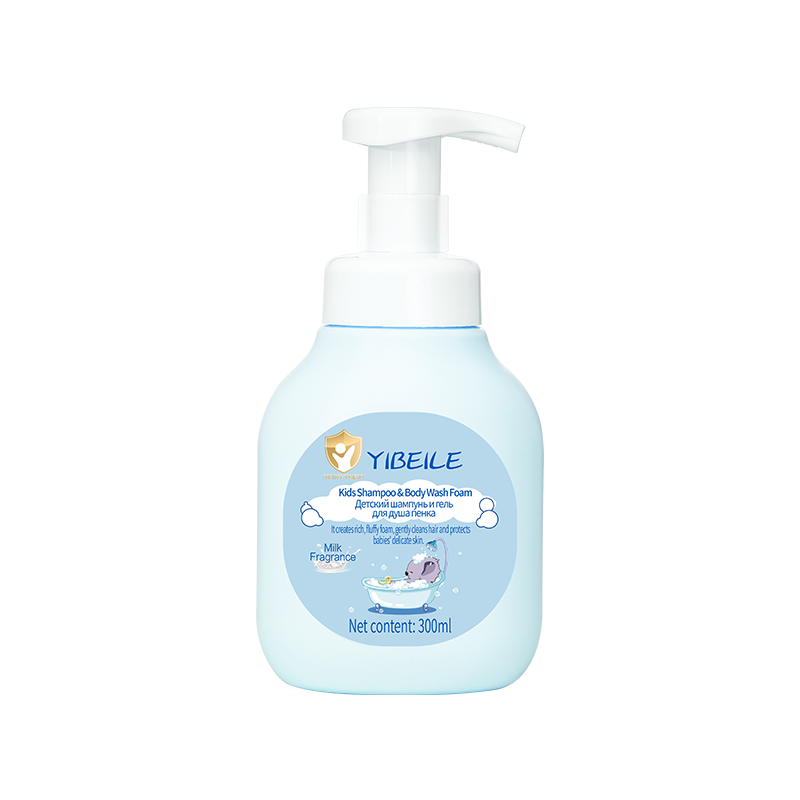 YIBEILE
Kids Shampoo & Body Wash Foam
Детский шампунь и гель
для душа пенка
It creates rich, fluffy foam, gently cleans hair and protects
babies' delicate skin.
Milk
Fragrance
Net content: 300ml